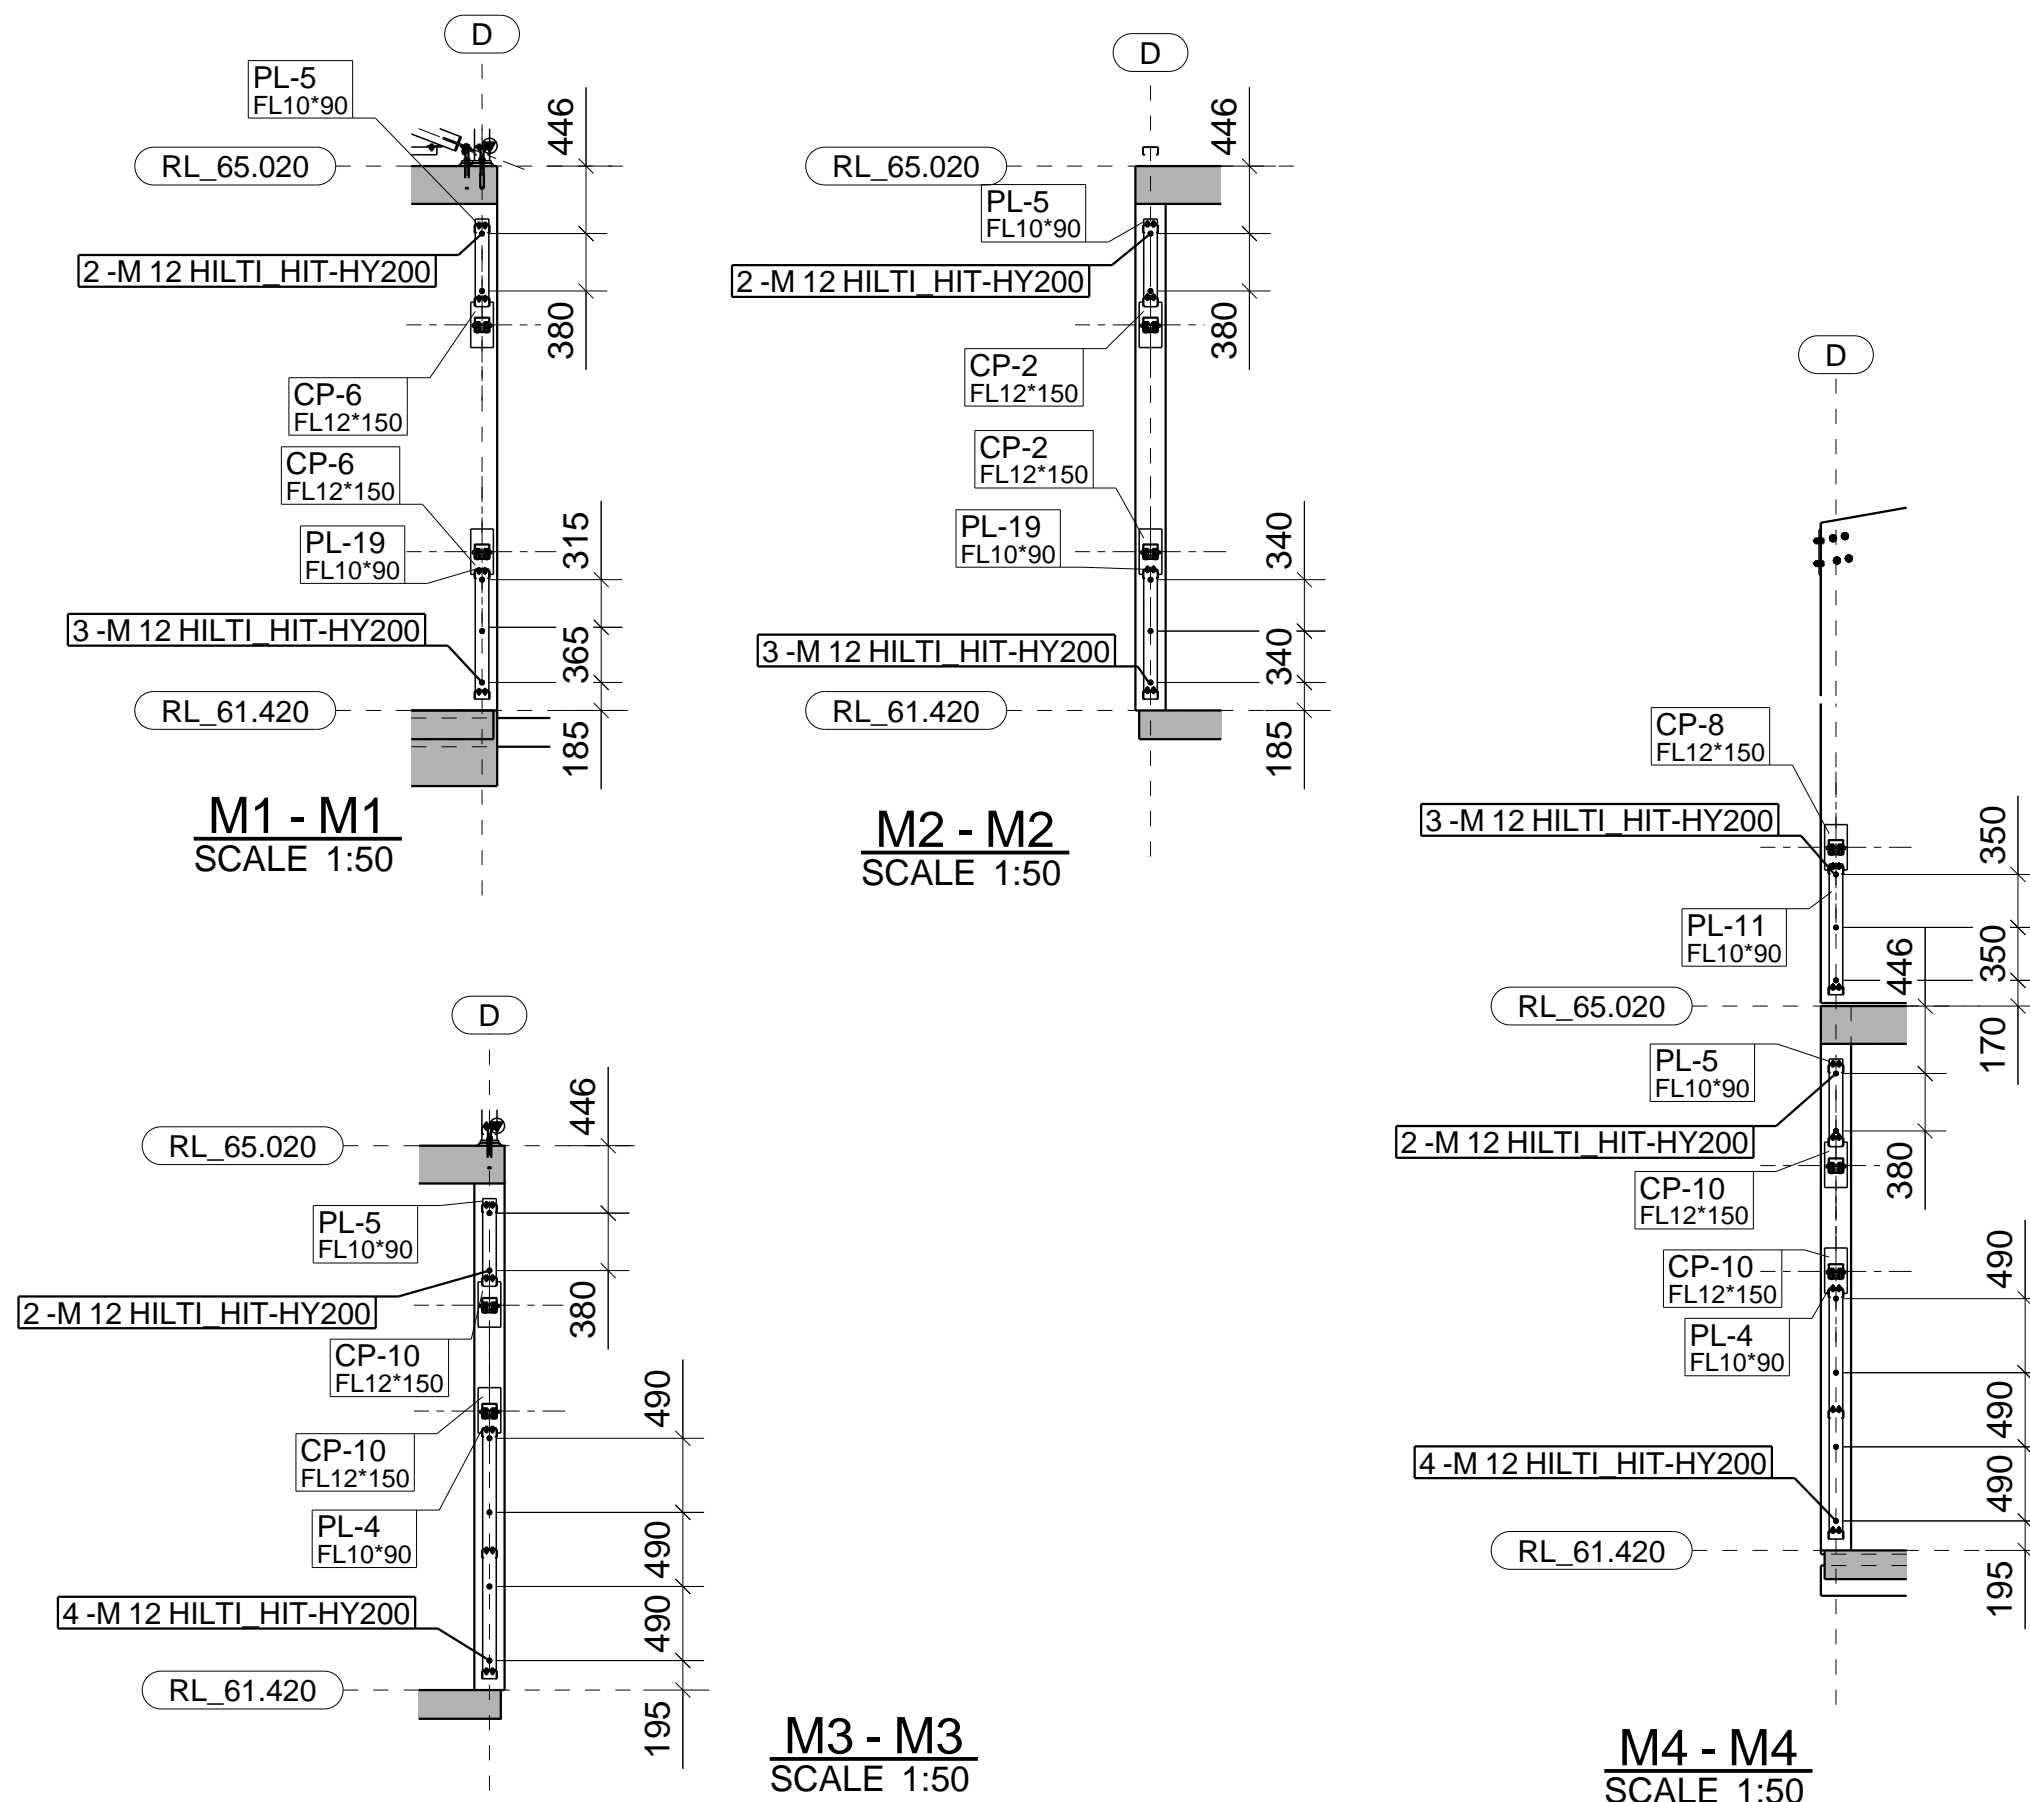 D
PL-5
FL10*90
446
RL_65.020
2 -M 12 HILTI_HIT-HY200
380
CP-6
FL12*150
CP-6
FL12*150
315
PL-19
FL10*90
3 -M 12 HILTI_HIT-HY200
365
RL_61.420
185
M1 - M1
SCALE 1:50
D
446
RL_65.020
PL-5
FL10*90
2 -M 12 HILTI_HIT-HY200
380
CP-2
FL12*150
CP-2
FL12*150
PL-19
FL10*90
340
3 -M 12 HILTI_HIT-HY200
340
RL_61.420
185
M2 - M2
SCALE 1:50
D
446
RL_65.020
PL-5
FL10*90
2 -M 12 HILTI_HIT-HY200
380
CP-10
FL12*150
490
CP-10
FL12*150
PL-4
FL10*90
490
4 -M 12 HILTI_HIT-HY200
490
RL_61.420
195
M3 - M3
SCALE 1:50
D
CP-8
FL12*150
3 -M 12 HILTI_HIT-HY200
350
PL-11
FL10*90
446
350
RL_65.020
170
PL-5
FL10*90
2 -M 12 HILTI_HIT-HY200
380
CP-10
FL12*150
CP-10
FL12*150
490
PL-4
FL10*90
490
4 -M 12 HILTI_HIT-HY200
490
RL_61.420
195
M4 - M4
SCALE 1:50